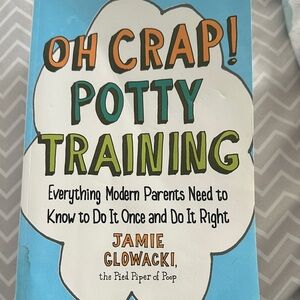 OH CRAP!
POTTY
TRAINING
Everything Modern Parents Need to
Know to Do It Once and Do It Right
JAMIE
GLOWACKI,
the Pied Piper of Poop